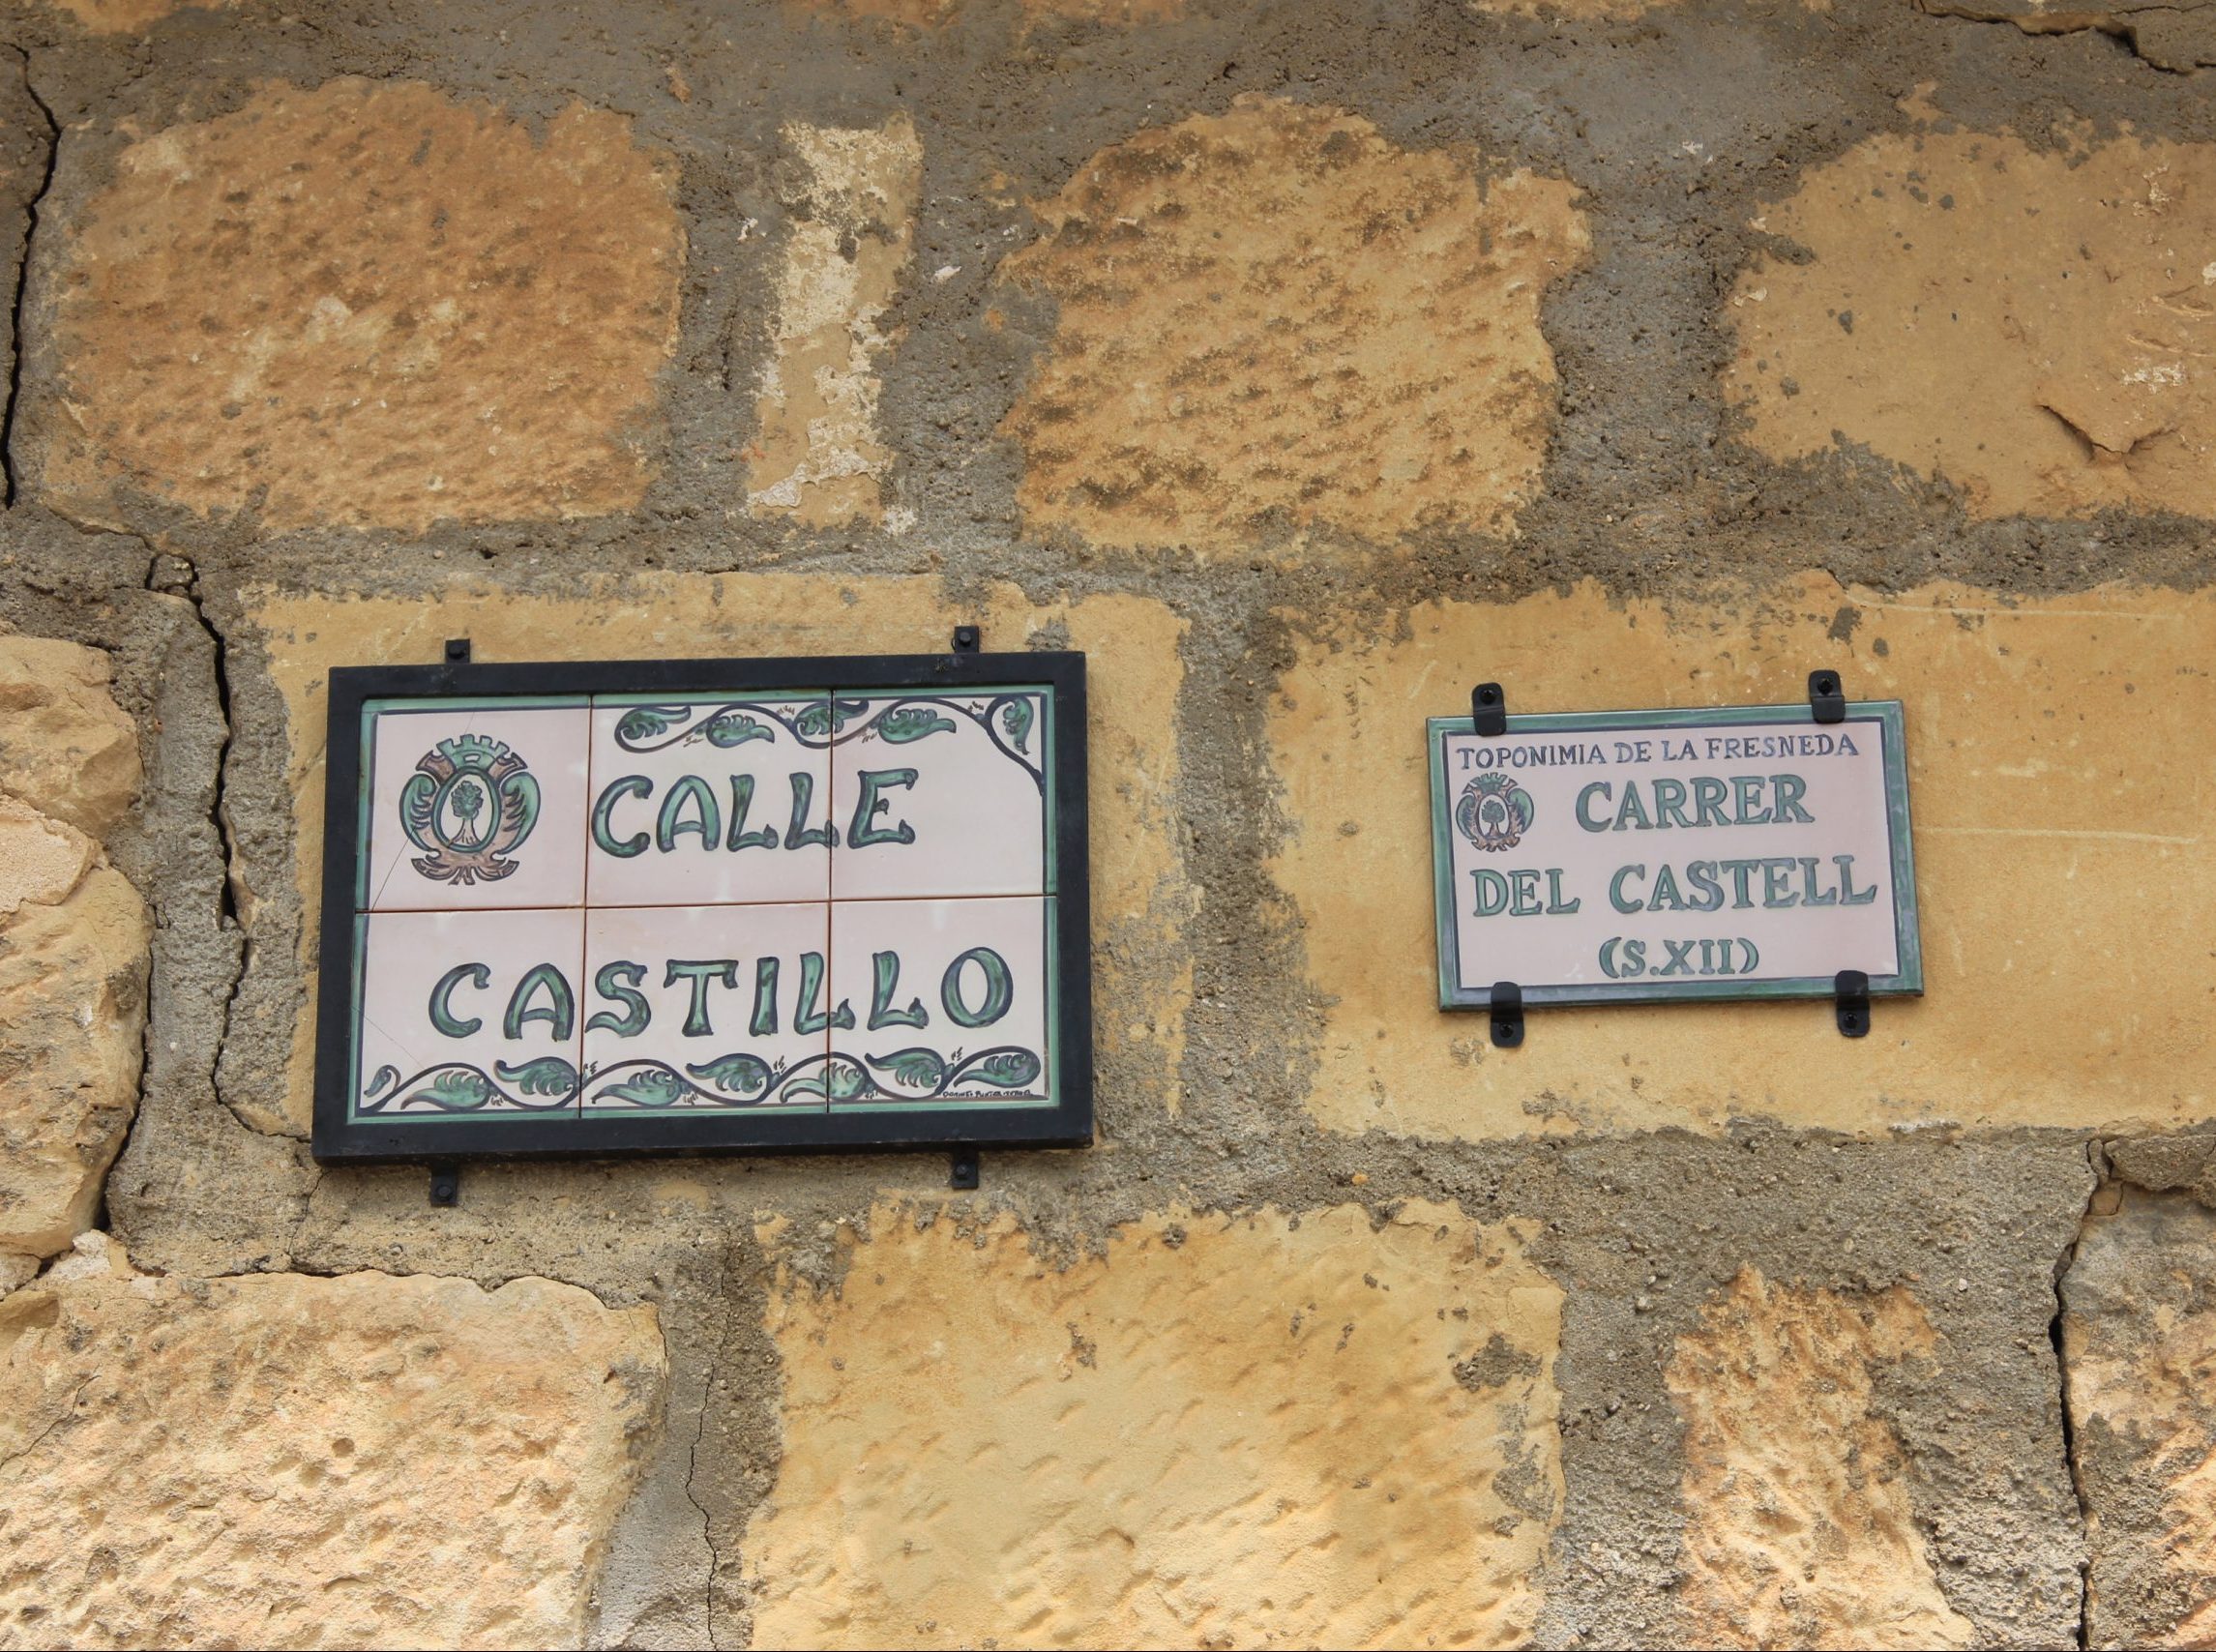 CALLE
CASTILLO
TOPONIMIA DE LA FRESNEDA
CARRER
DEL CASTELL
(S.XII)